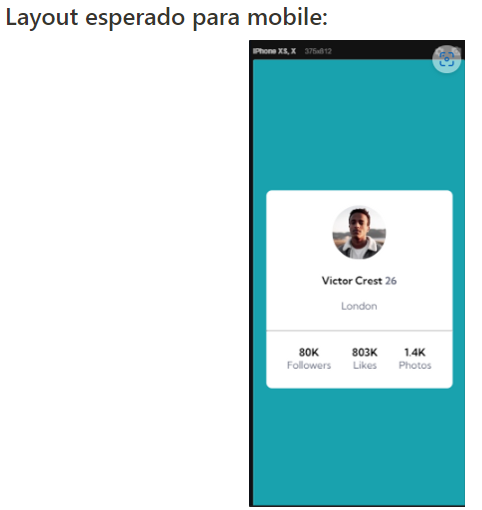 Layout esperado para mobile:
iPhone XS, X 375x812
Victor Crest 26
London
80K 803K 1.4K
Followers Likes Photos